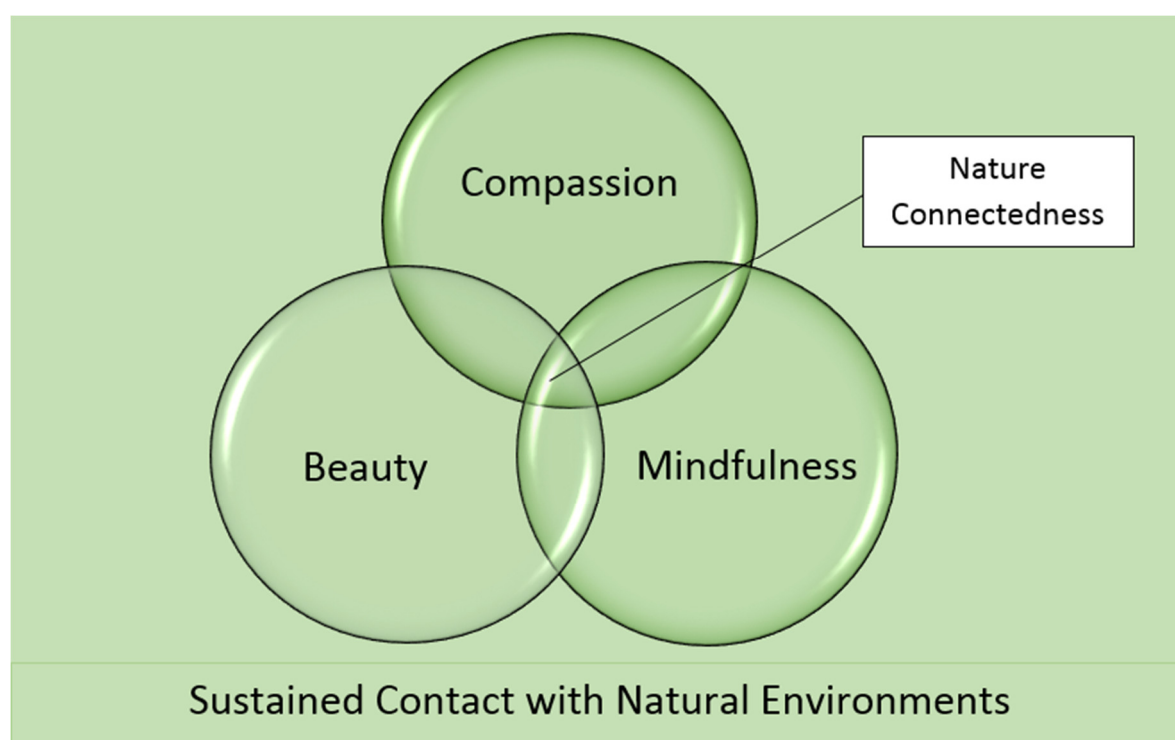 Compassion
Nature
Connectedness
Beauty
Mindfulness
Sustained Contact with Natural Environments